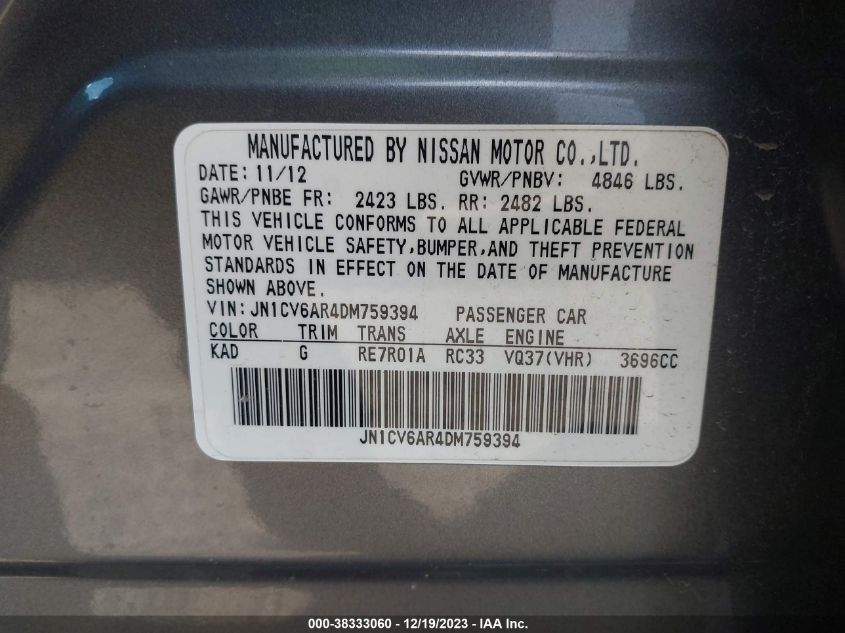 MANUFACTURED BY NISSAN MOTOR CO.,LTD.
DATE: 11/12 GVWR/PNBV: 4846 LBS.
GAWR/PNBE FR: 2423 LBS. RR: 2482 LBS.
THIS VEHICLE CONFORMS TO ALL APPLICABLE FEDERAL
MOTOR VEHICLE SAFETY,BUMPER,AND THEFT PREVENTION
STANDARDS IN EFFECT ON THE DATE OF MANUFACTURE
SHOWN ABOVE.
VIN:JN1CV6AR4DM759394 PASSENGER CAR
COLOR TRIM TRANS AXLE ENGINE
KAD G RE7R01A RC33 VQ37(VHR) 3696CC
JN1CV6AR4DM759394
000-38333060 - 12/19/2023 - IAA Inc.